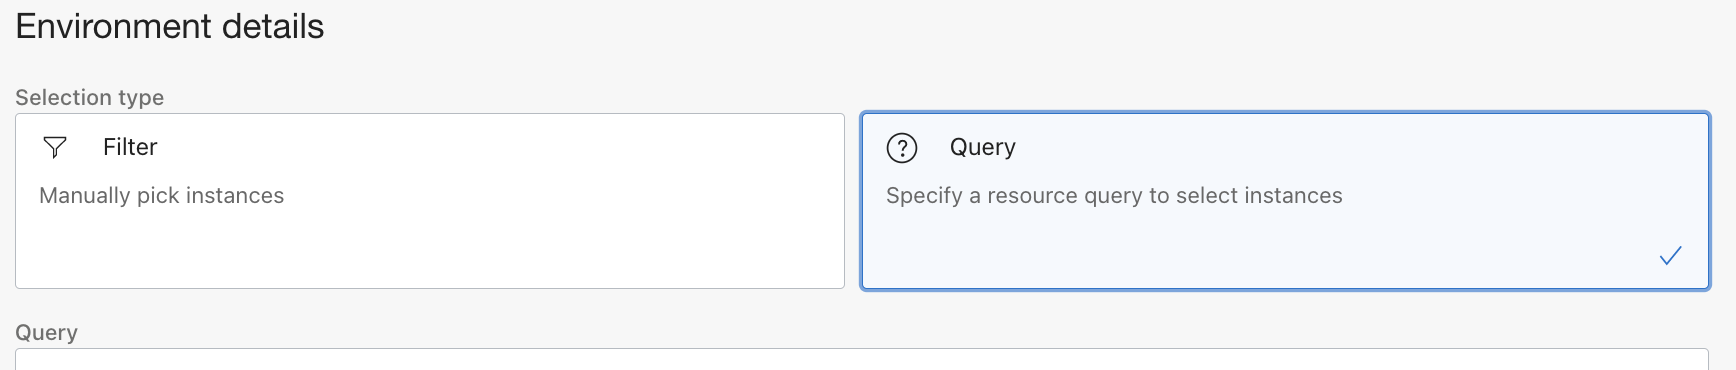 Environment details
Selection type
Filter
Manually pick instances
Query
Specify a resource query to select instances
Query